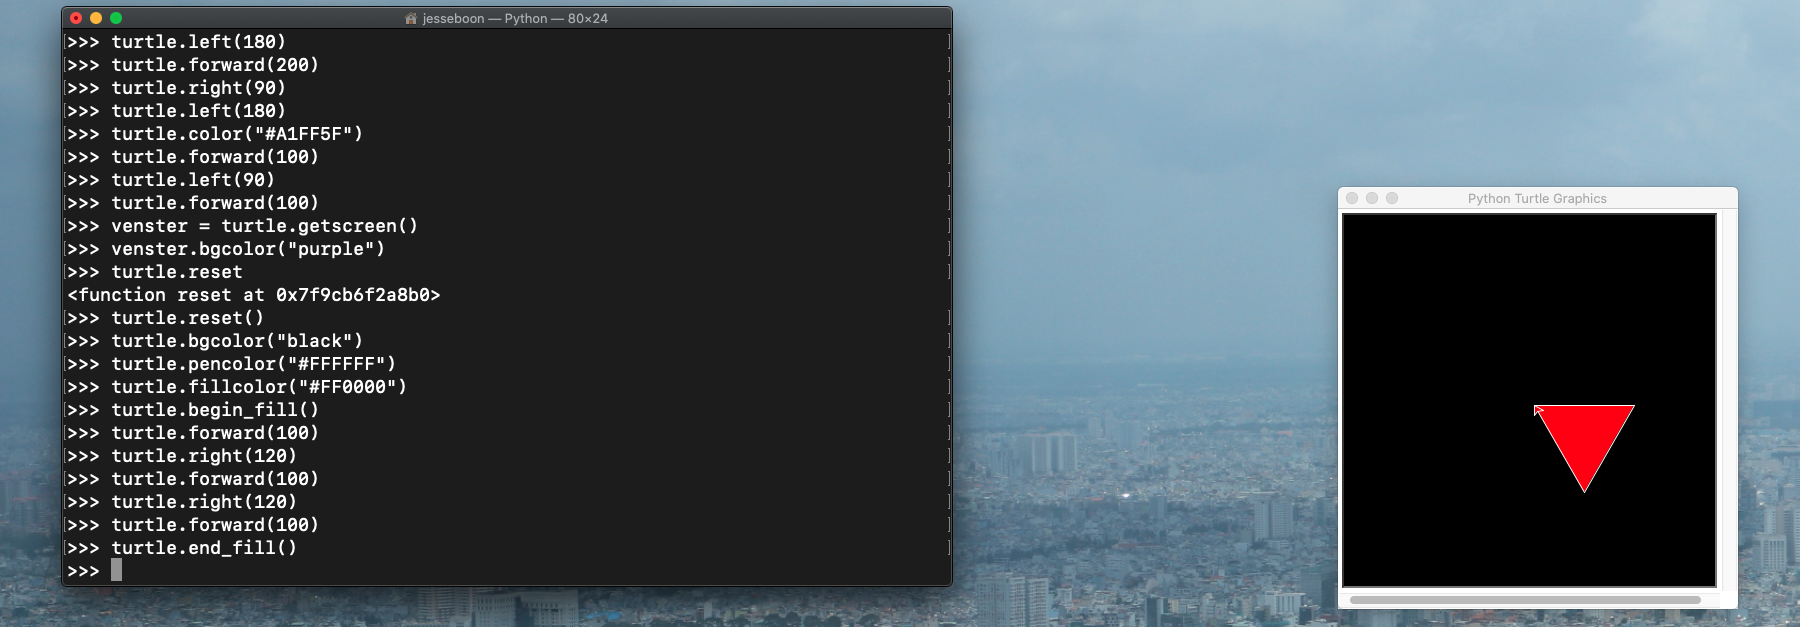 jesseboon — Python — 80×24
>>> turtle.left(180)
>>> turtle.forward(200)
>>> turtle.right(90)
>>> turtle.left(180)
>>> turtle.color("#A1FF5F")
>>> turtle.forward(100)
>>> turtle.left(90)
>>> turtle.forward(100)
>>> venster = turtle.getscreen()
>>> venster.bgcolor("purple")
>>> turtle.reset
<function reset at 0x7f9cb6f2a8b0>
>>> turtle.reset()
>>> turtle.bgcolor("black")
>>> turtle.pencolor("#FFFFFF")
>>> turtle.fillcolor("#FF0000")
>>> turtle.begin_fill()
>>> turtle.forward(100)
>>> turtle.right(120)
>>> turtle.forward(100)
>>> turtle.right(120)
>>> turtle.forward(100)
>>> turtle.end_fill()
>>>
Python Turtle Graphics